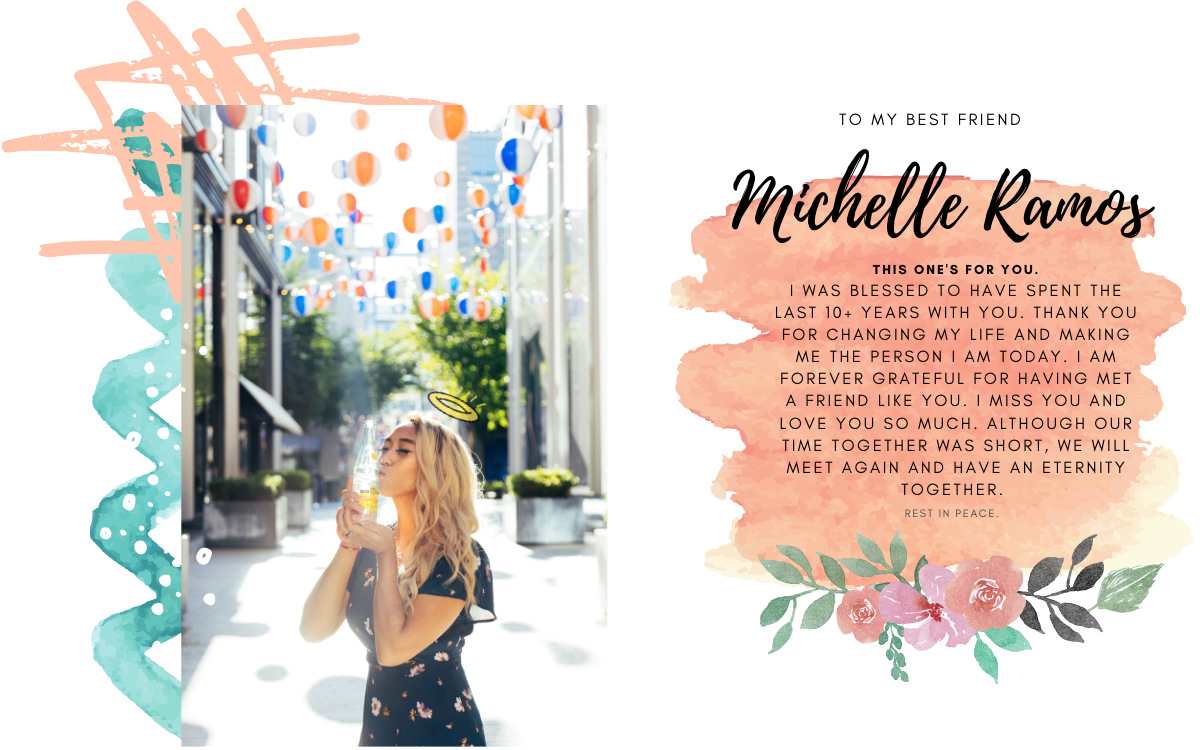 TO MY BEST FRIEND
Michelle Ramos
THIS ONE'S FOR YOU.
I WAS BLESSED TO HAVE SPENT THE
LAST 10+ YEARS WITH YOU. THANK YOU
FOR CHANGING MY LIFE AND MAKING
ME THE PERSON I AM TODAY. I AM
FOREVER GRATEFUL FOR HAVING MET
A FRIEND LIKE YOU. I MISS YOU AND
LOVE YOU SO MUCH. ALTHOUGH OUR
TIME TOGETHER WAS SHORT, WE WILL
MEET AGAIN AND HAVE AN ETERNITY
TOGETHER.
REST IN PEACE.